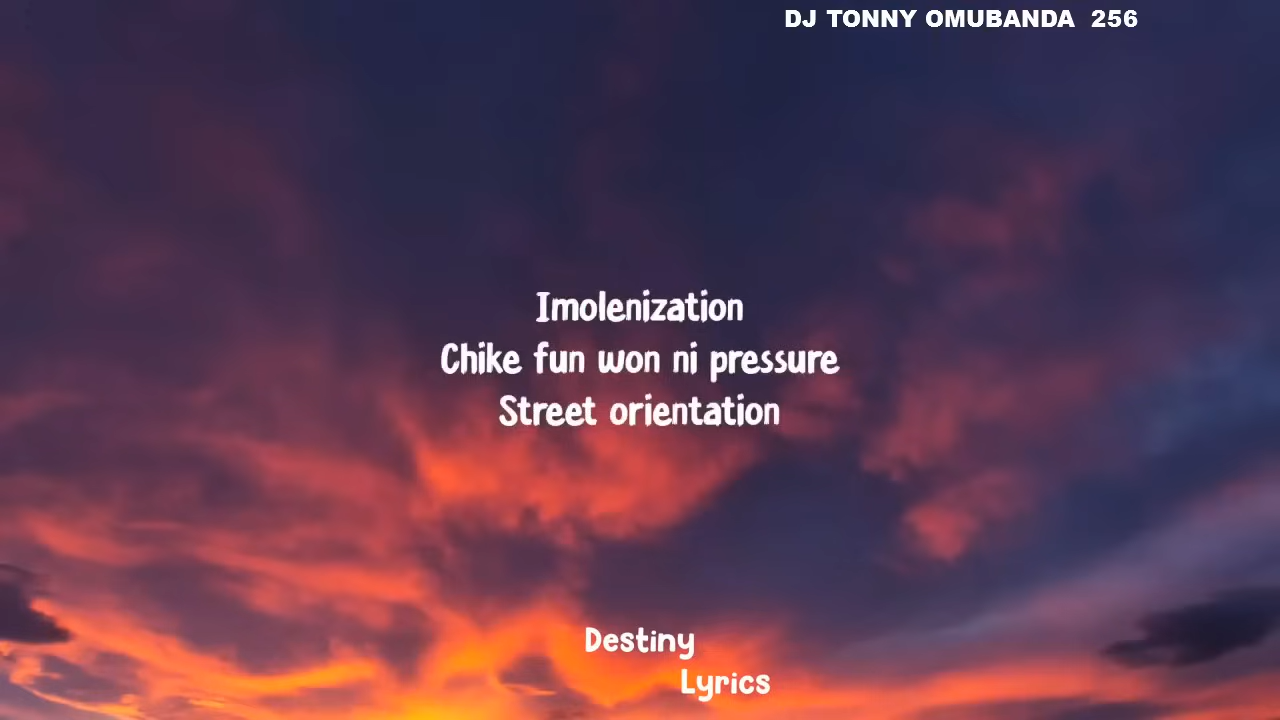 DJ TONNY OMUBANDA 256
Imolenization
Chike fun won ni pressure
Street orientation
Destiny
Lyrics